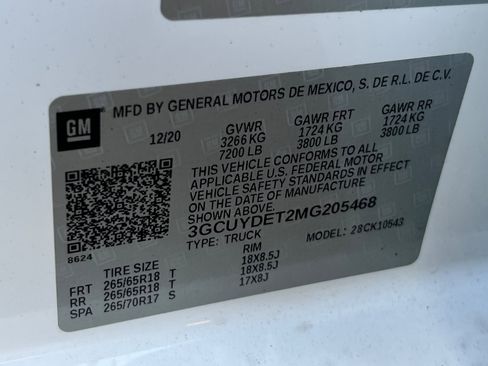 GM
MFD BY GENERAL MOTORS DE MEXICO, S. DE R.L. DE C.V.
12/20 GVWR GAWR FRT GAWR RR
3266 KG 1724 KG 1724 KG
7200 LB 3800 LB 3800 LB
THIS VEHICLE CONFORMS TO ALL
APPLICABLE U.S. FEDERAL MOTOR
VEHICLE SAFETY STANDARDS IN EFFECT
ON THE DATE OF MANUFACTURE
SHOWN ABOVE.
3GCUYDET2MG205468
TYPE: TRUCK MODEL: 28CK10543
8624
TIRE SIZE RIM
FRT 265/65R18 T 18X8.5J
RR 265/65R18 T 18X8.5J
SPA 265/70R17 S 17X8J